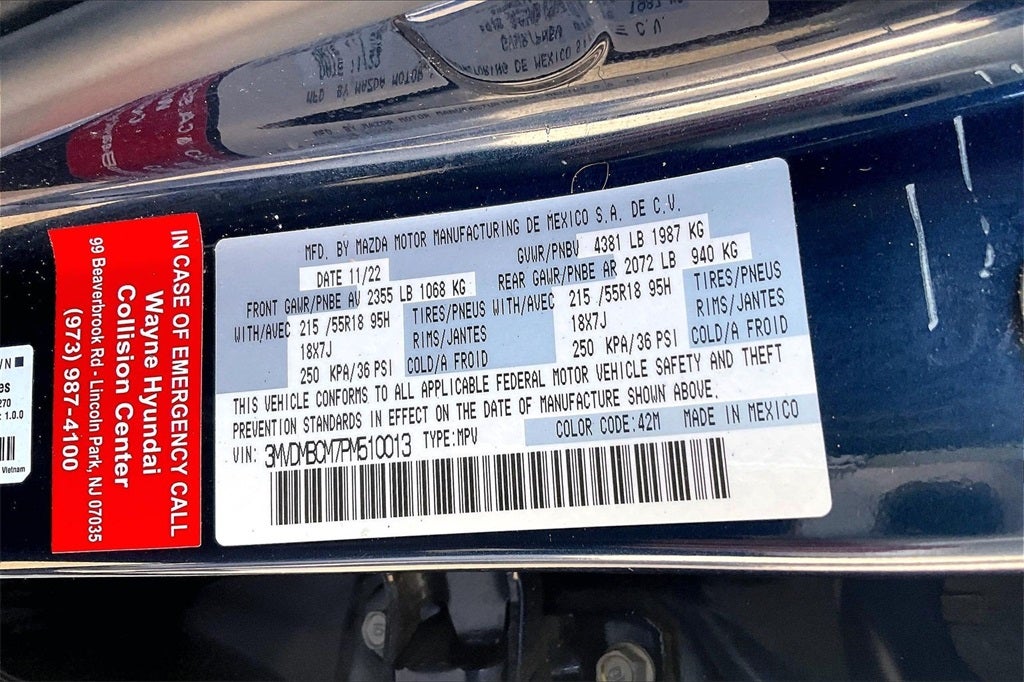 MFD. BY MAZDA MOTOR MANUFACTURING DE MEXICO S.A. DE C.V.
DATE 11/22 GVWR/PNBV 4381 LB 1987 KG
FRONT GAWR/PNBE AV 2355 LB 1068 KG REAR GAWR/PNBE AR 2072 LB 940 KG
WITH/AVEC 215 /55R18 95H TIRES/PNEUS WITH/AVEC 215 /55R18 95H TIRES/PNEUS
18X7J RIMS/JANTES 18X7J RIMS/JANTES
250 KPA/36 PSI COLD/A FROID 250 KPA/36 PSI COLD/A FROID
THIS VEHICLE CONFORMS TO ALL APPLICABLE FEDERAL MOTOR VEHICLE SAFETY AND THEFT
PREVENTION STANDARDS IN EFFECT ON THE DATE OF MANUFACTURE SHOWN ABOVE.
VIN: 3MVDMBCM7PM510013 TYPE:MPV COLOR CODE:42M MADE IN MEXICO
IN CASE OF EMERGENCY CALL
Wayne Hyundai
Collision Center
99 Beaverbrook Rd - Lincoln Park, NJ 07035
(973) 987-4100
/N
es
270
: 1.0.0
Vietnam